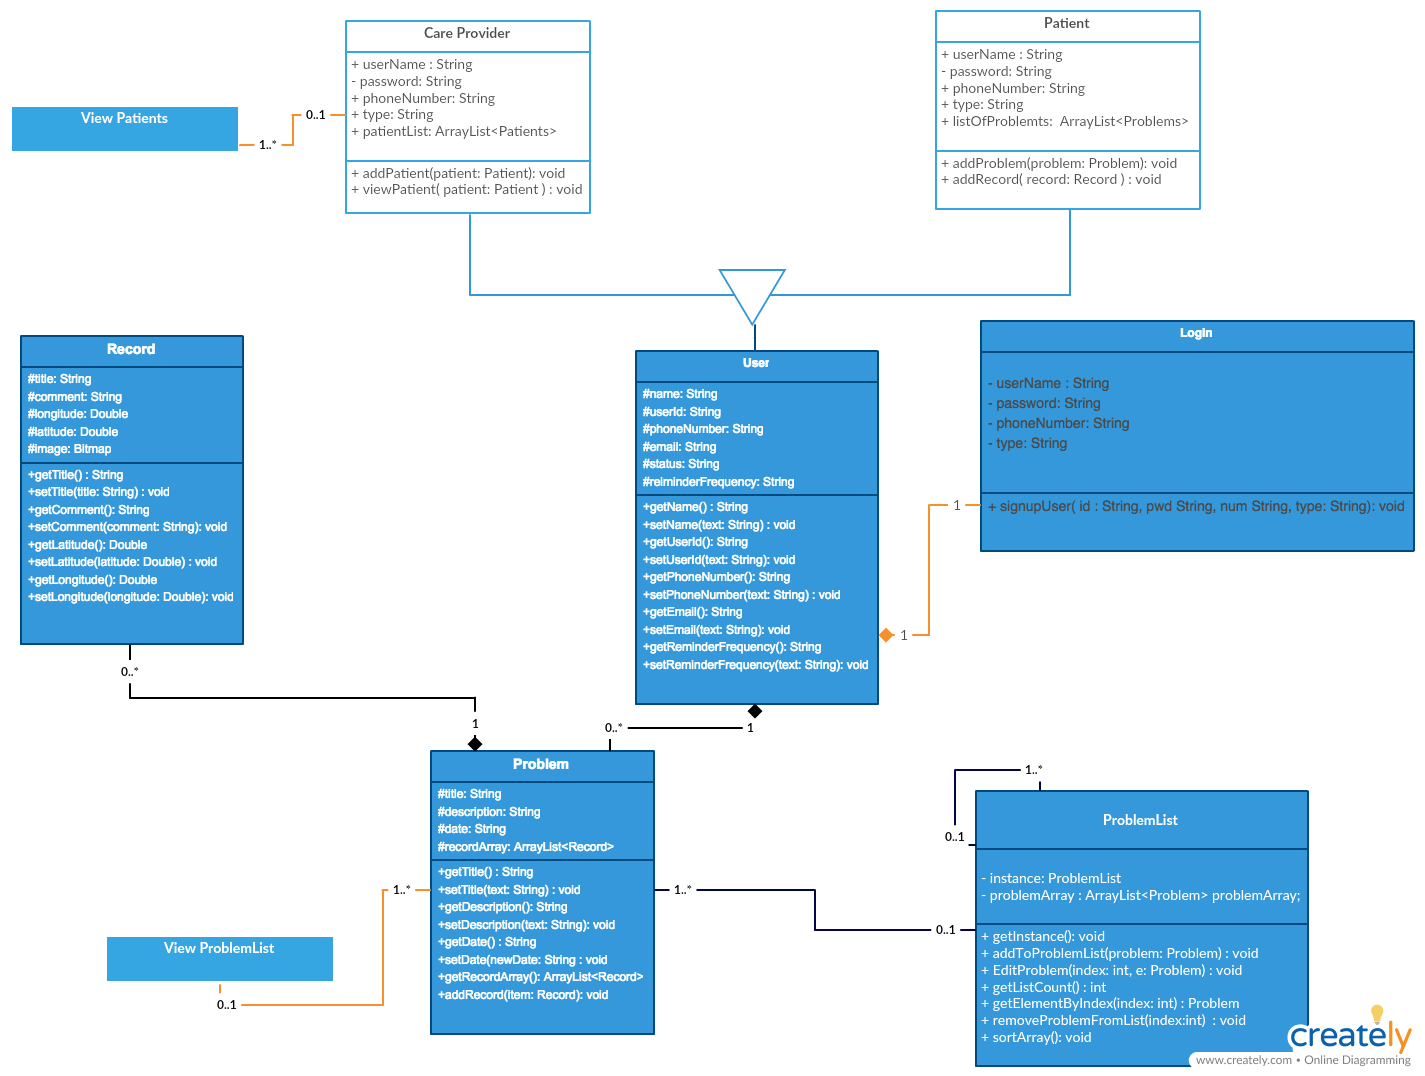 Care Provider
+ userName : String
- password: String
+ phoneNumber: String
+ type: String
+ patientList: ArrayList<Patients>
+ addPatient(patient: Patient): void
+ viewPatient( patient: Patient ) : void
Patient
+ userName : String
- password: String
+ phoneNumber: String
+ type: String
+ listOfProblemts:  ArrayList<Problems>
+ addProblem(problem: Problem): void
+ addRecord( record: Record ) : void
View Patients
1..*
0..1
Record
#title: String
#comment: String
#longitude: Double
#latitude: Double
#image: Bitmap
+getTitle() : String
+setTitle(title: String) : void
+getComment(): String
+setComment(comment: String): void
+getLatitude(): Double
+setLatitude(latitude: Double) : void
+getLongitude(): Double
+setLongitude(longitude: Double): void
User
#name: String
#userId: String
#phoneNumber: String
#email: String
#status: String
#reiminderFrequency: String
+getName() : String
+setName(text: String) : void
+getUserId(): String
+setUserId(text: String): void
+getPhoneNumber(): String
+setPhoneNumber(text: String) : void
+getEmail(): String
+setEmail(text: String): void
+getReminderFrequency(): String
+setReminderFrequency(text: String): void
Login
- userName : String
- password: String
- phoneNumber: String
- type: String
+ signupUser( id : String, pwd String, num String, type: String): void
1
1
0..*
1
0..*
1
Problem
#title: String
#description: String
#date: String
#recordArray: ArrayList<Record>
+getTitle() : String
+setTitle(text: String) : void
+getDescription(): String
+setDescription(text: String): void
+getDate() : String
+setDate(newDate: String : void
+getRecordArray(): ArrayList<Record>
+addRecord(item: Record): void
1..*
0..1
ProblemList
- instance: ProblemList
- problemArray : ArrayList<Problem> problemArray;
+ getInstance(): void
+ addToProblemList(problem: Problem) : void
+ EditProblem(index: int, e: Problem) : void
+ getListCount() : int
+ getElementByIndex(index: int) : Problem
+ removeProblemFromList(index:int)  : void
+ sortArray(): void
1..*
0..1
1..*
View ProblemList
0..1
creately
www.creately.com • Online Diagramming